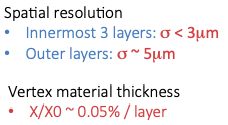 Spatial resolution
• Innermost 3 layers: σ < 3μm
• Outer layers: σ ~ 5μm
Vertex material thickness
• X/X0 ~ 0.05% / layer